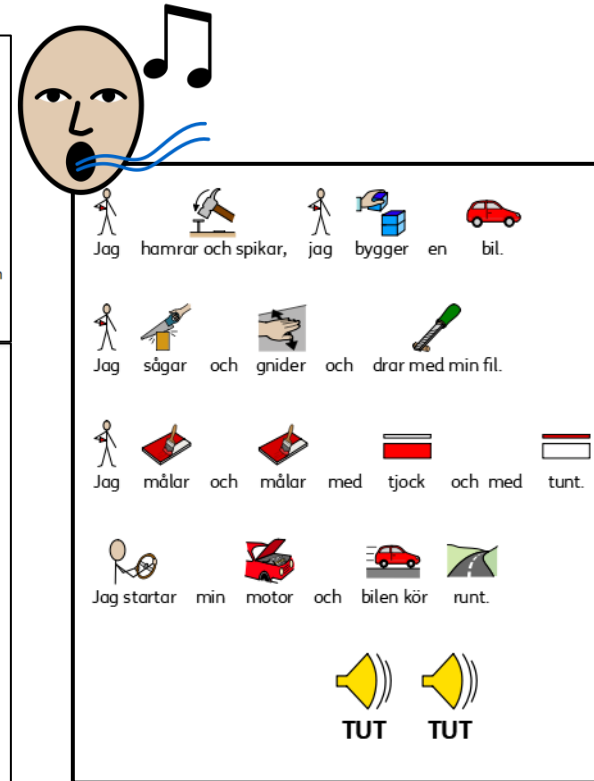 Jag hamrar och spikar, jag bygger en bil.
Jag sågar och gnider och drar med min fil.
Jag målar och målar med tjock och med tunt.
Jag startar min motor och bilen kör runt.
TUT TUT